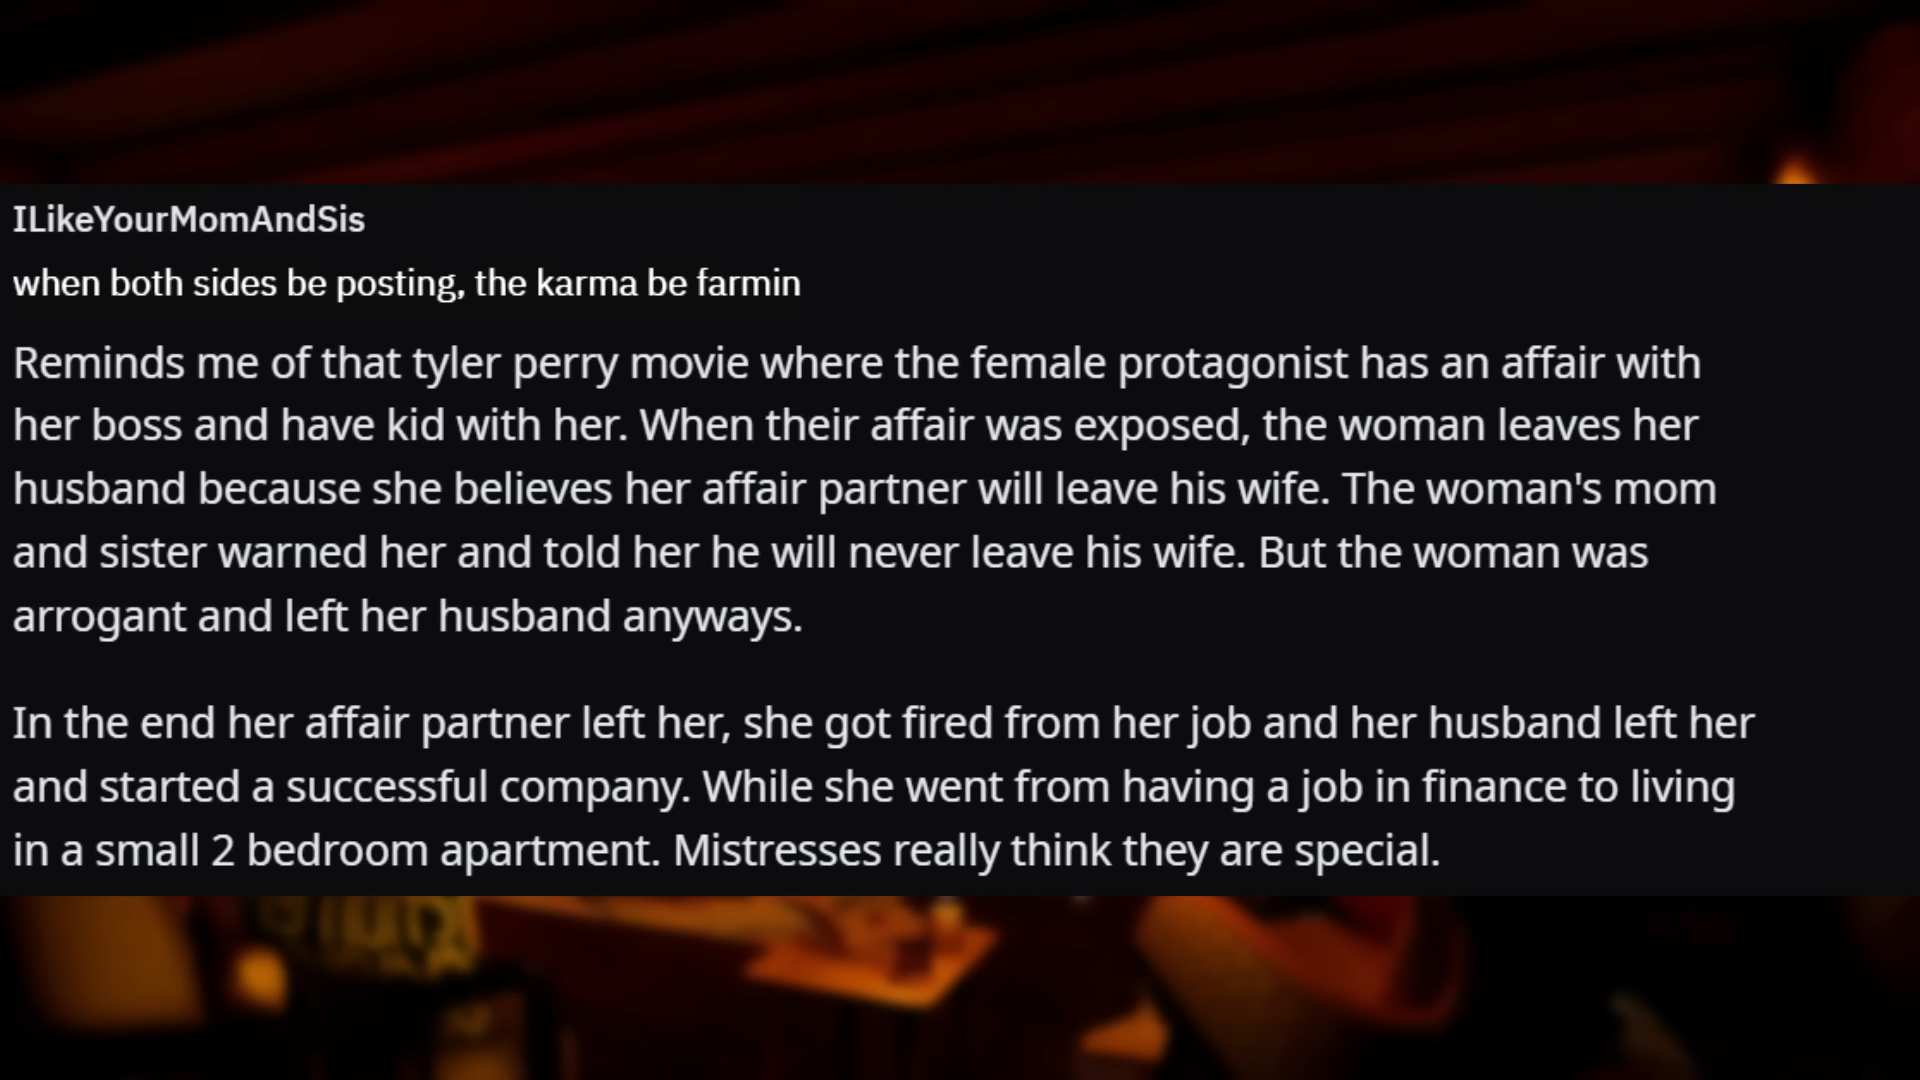 ILikeYourMomAndSis
when both sides be posting, the karma be farmin
Reminds me of that tyler perry movie where the female protagonist has an affair with
her boss and have kid with her. When their affair was exposed, the woman leaves her
husband because she believes her affair partner will leave his wife. The woman's mom
and sister warned her and told her he will never leave his wife. But the woman was
arrogant and left her husband anyways.
In the end her affair partner left her, she got fired from her job and her husband left her
and started a successful company. While she went from having a job in finance to living
in a small 2 bedroom apartment. Mistresses really think they are special.